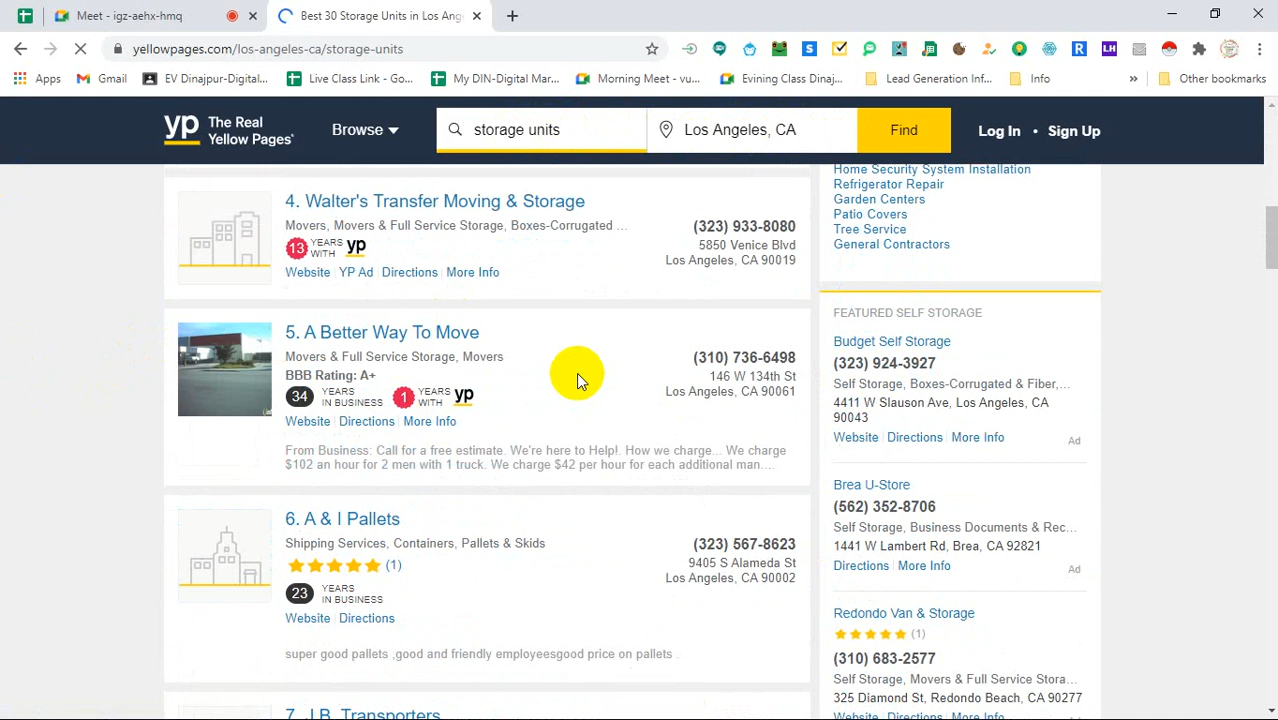 Meet - igz-aehx-hmq
Best 30 Storage Units in Los Ang
yellowpages.com/los-angeles-ca/storage-units
Apps
Gmail
EV Dinajpur-Digital...
Live Class Link - Go...
My DIN-Digital Mar...
Morning Meet - vu...
Evining Class Dinaj...
Lead Generation Inf...
Info
»
Other bookmarks
yp
The Real
Yellow Pages
Browse
storage units
Los Angeles, CA
Find
Log In • Sign Up
4. Walter's Transfer Moving & Storage
Movers, Movers & Full Service Storage, Boxes-Corrugated ...
13 YEARS WITH yp
Website YP Ad Directions More Info
(323) 933-8080
5850 Venice Blvd
Los Angeles, CA 90019
5. A Better Way To Move
Movers & Full Service Storage, Movers
BBB Rating: A+
34 YEARS IN BUSINESS 1 YEARS WITH yp
Website Directions More Info
From Business: Call for a free estimate. We're here to Help!. How we charge... We charge
$102 an hour for 2 men with 1 truck. We charge $42 per hour for each additional man....
(310) 736-6498
146 W 134th St
Los Angeles, CA 90061
6. A & I Pallets
Shipping Services, Containers, Pallets & Skids
(1)
23 YEARS IN BUSINESS
Website Directions
super good pallets ,good and friendly employeesgood price on pallets .
(323) 567-8623
9405 S Alameda St
Los Angeles, CA 90002
7. J.B. Transporters
Home Security System Installation
Refrigerator Repair
Garden Centers
Patio Covers
Tree Service
General Contractors
FEATURED SELF STORAGE
Budget Self Storage
(323) 924-3927
Self Storage, Boxes-Corrugated & Fiber,...
4411 W Slauson Ave, Los Angeles, CA
90043
Website Directions More Info
Ad
Brea U-Store
(562) 352-8706
Self Storage, Business Documents & Rec...
1441 W Lambert Rd, Brea, CA 92821
Directions More Info
Ad
Redondo Van & Storage
(1)
(310) 683-2577
Self Storage, Movers & Full Service Stora...
325 Diamond St, Redondo Beach, CA 90277
Website Directions More Info